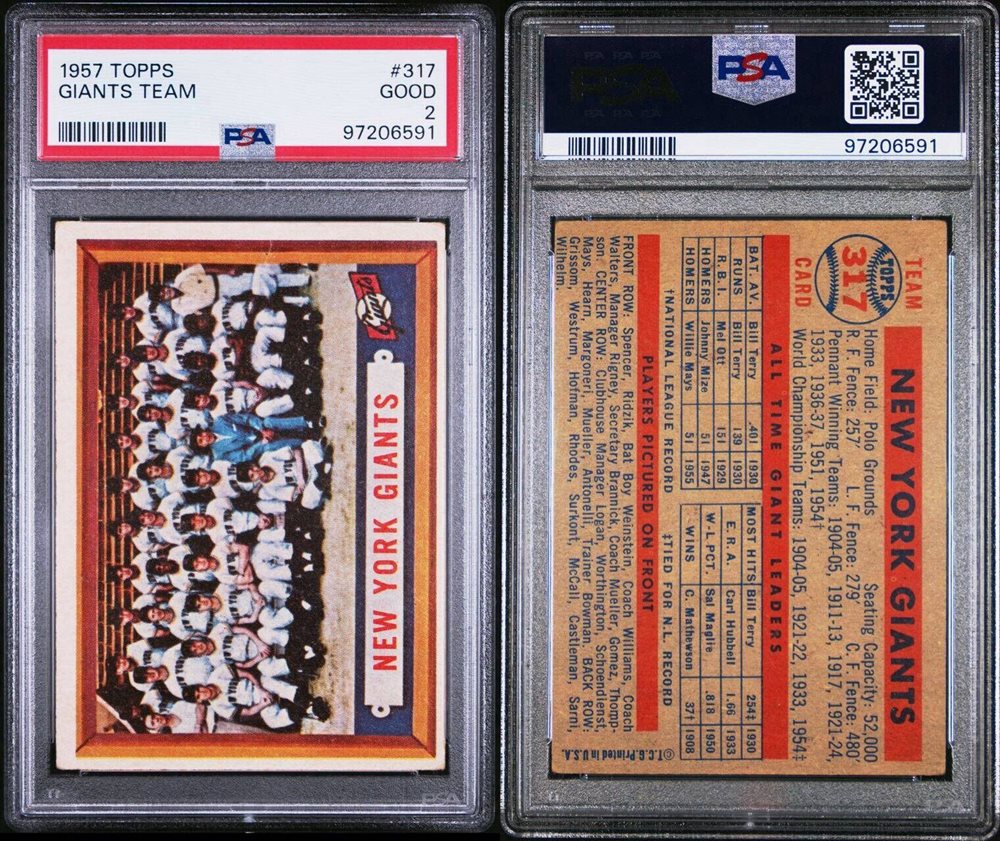 1957 TOPPS #317
GIANTS TEAM GOOD
2
97206591
PSA
Giants
NEW YORK GIANTS
PSA
PSA
97206591
TEAM
TOPPS
317
CARD
NEW YORK GIANTS
Home Field: Polo Grounds Seating Capacity: 52,000
R. F. Fence: 257' L. F. Fence: 279' C. F. Fence: 480'
Pennant Winning Teams: 1904-05, 1911-13, 1917, 1921-24,
1933, 1936-37, 1951, 1954†
World Championship Teams: 1904-05, 1921-22, 1933, 1954‡
ALL TIME GIANT LEADERS
BAT. AV. Bill Terry .401 1930
RUNS Bill Terry 139 1930
R. B. I. Mel Ott 151 1929
HOMERS Johnny Mize 51 1947
HOMERS Willie Mays 51 1955
MOST HITS Bill Terry 254‡ 1930
E. R. A. Carl Hubbell 1.66 1933
W-L PCT. Sal Maglie .818 1950
WINS C. Mathewson 37† 1908
†NATIONAL LEAGUE RECORD ‡TIED FOR N.L. RECORD
PLAYERS PICTURED ON FRONT
FRONT ROW: Spencer, Ridzik, Bat Boy Weinstein, Coach Williams, Coach
Walters, Manager Rigney, Secretary Brannick, Coach Mueller, Gomez, Thomp-
son. CENTER ROW: Clubhouse Manager Logan, Worthington, Schoendienst,
Mays, Hearn, Margoneri, Mueller, Antonelli, Trainer Bowman. BACK ROW:
Grissom, Westrum, Hofman, Rhodes, Surkont, McCall, Castleman, Sarni
Wilhelm.
©T.C.G. Printed in U.S.A.
PSA
PSA